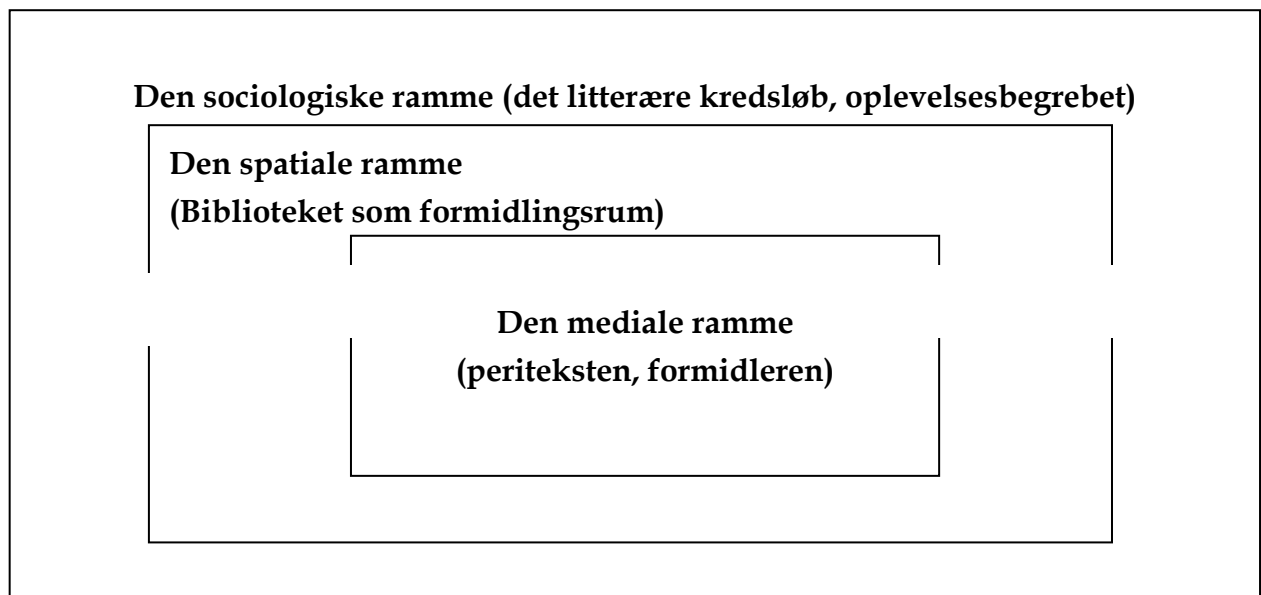 Den sociologiske ramme (det litterære kredsløb, oplevelsesbegrebet)
Den spatiale ramme
(Biblioteket som formidlingsrum)
Den mediale ramme
(periteksten, formidleren)